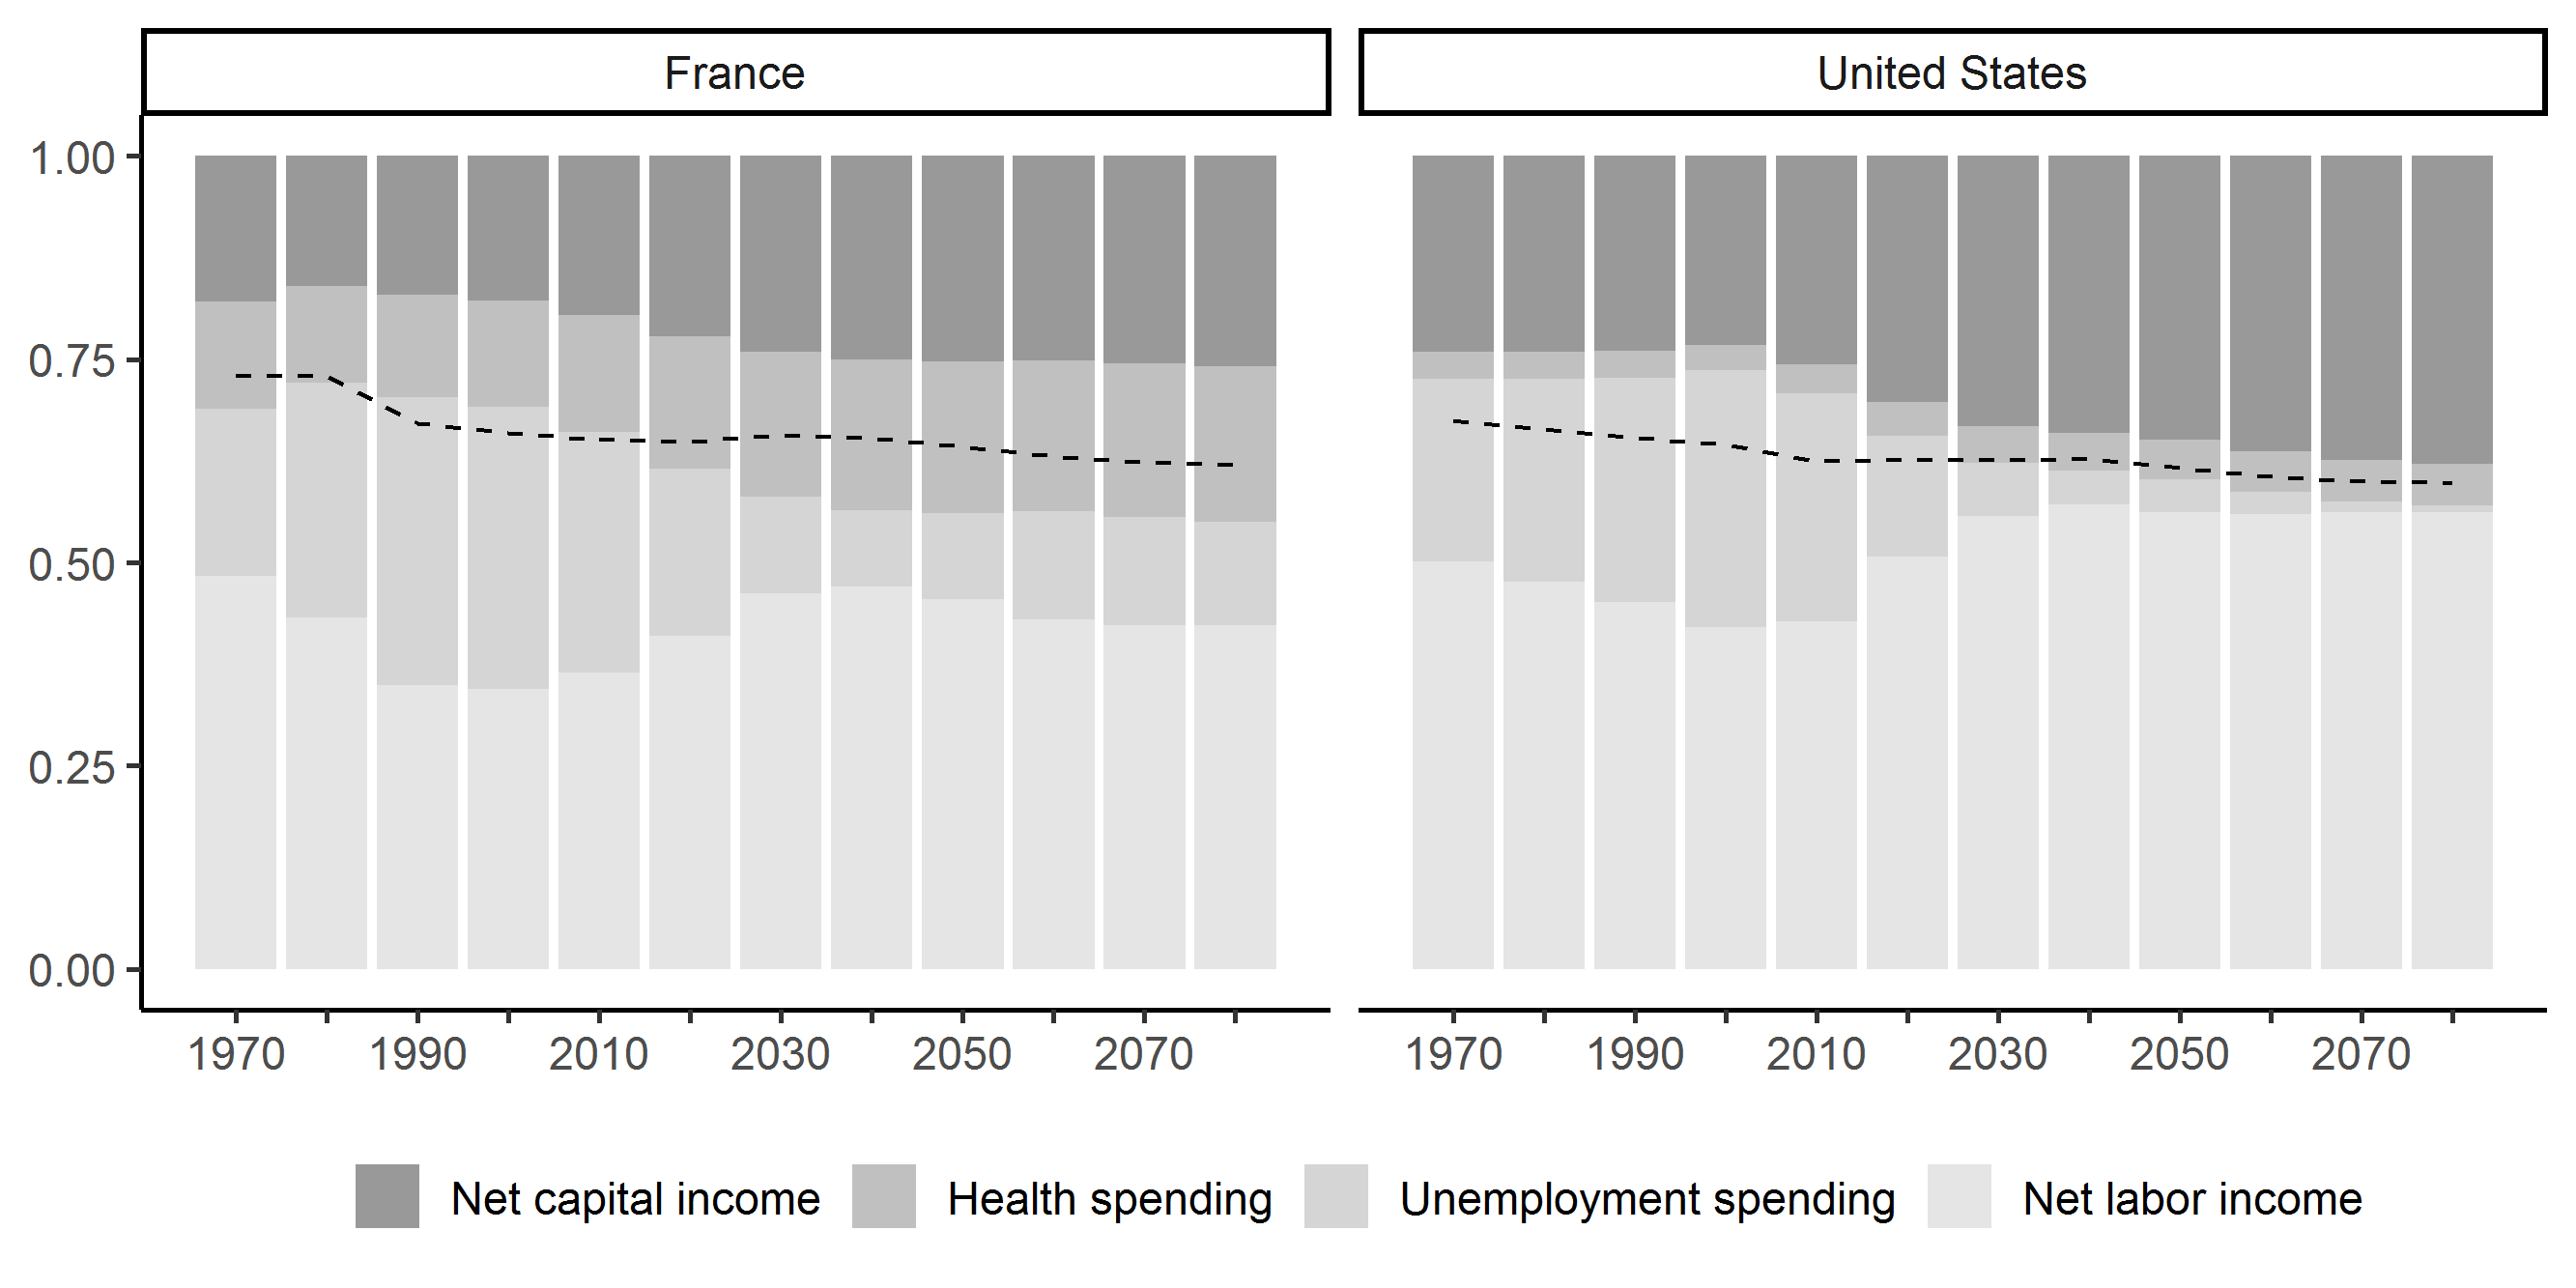 France
United States
1.00
0.75
0.50
0.25
0.00
1970 1990 2010 2030 2050 2070
1970 1990 2010 2030 2050 2070
Net capital income Health spending Unemployment spending Net labor income